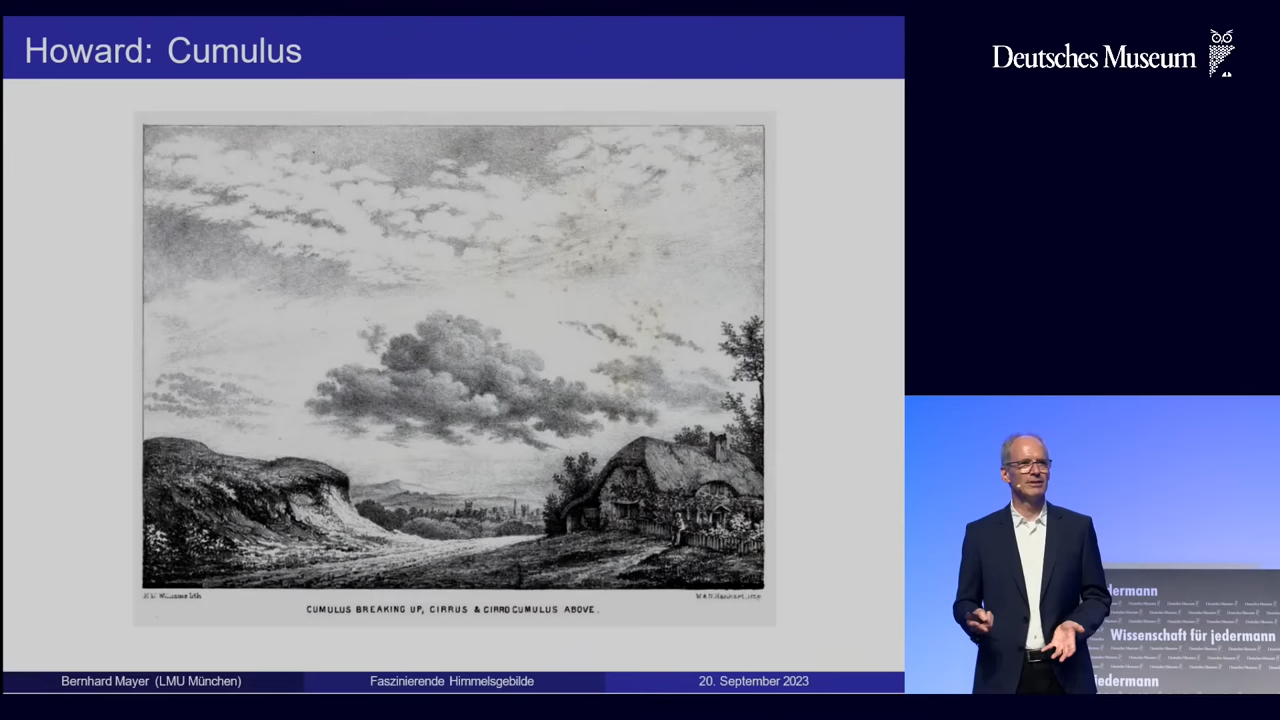 Howard: Cumulus
Deutsches Museum
CUMULUS BREAKING UP, CIRRUS & CIRROCUMULUS ABOVE.
Bernhard Mayer (LMU München)
Faszinierende Himmelsgebilde
20. September 2023
Wissenschaft für jedermann